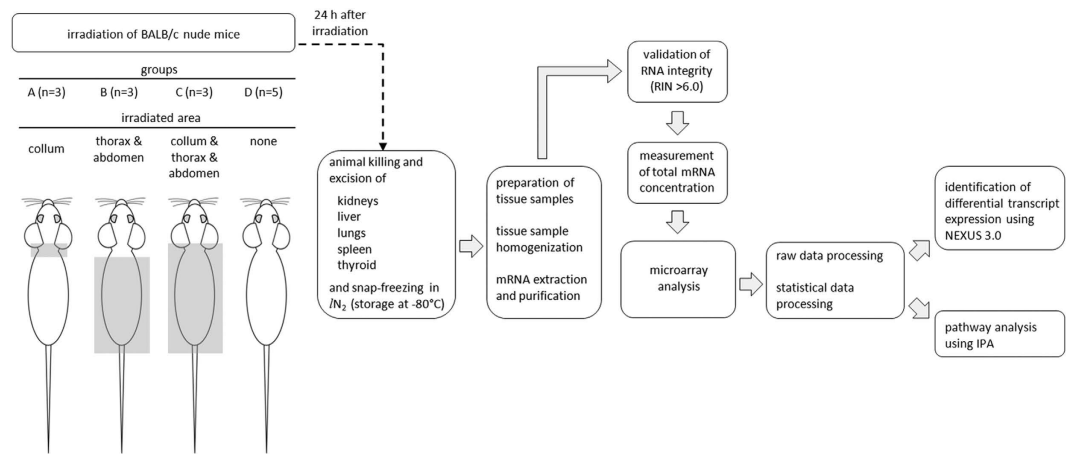 irradiation of BALB/c nude mice
24 h after
irradiation
groups
A (n=3) B (n=3) C (n=3) D (n=5)
irradiated area
collum
thorax &
abdomen
collum &
thorax &
abdomen
none
animal killing and
excision of
kidneys
liver
lungs
spleen
thyroid
and snap-freezing in
lN₂ (storage at -80°C)
preparation of
tissue samples
tissue sample
homogenization
mRNA extraction
and purification
validation of
RNA integrity
(RIN >6.0)
measurement
of total mRNA
concentration
microarray
analysis
raw data processing
statistical data
processing
identification of
differential transcript
expression using
NEXUS 3.0
pathway analysis
using IPA